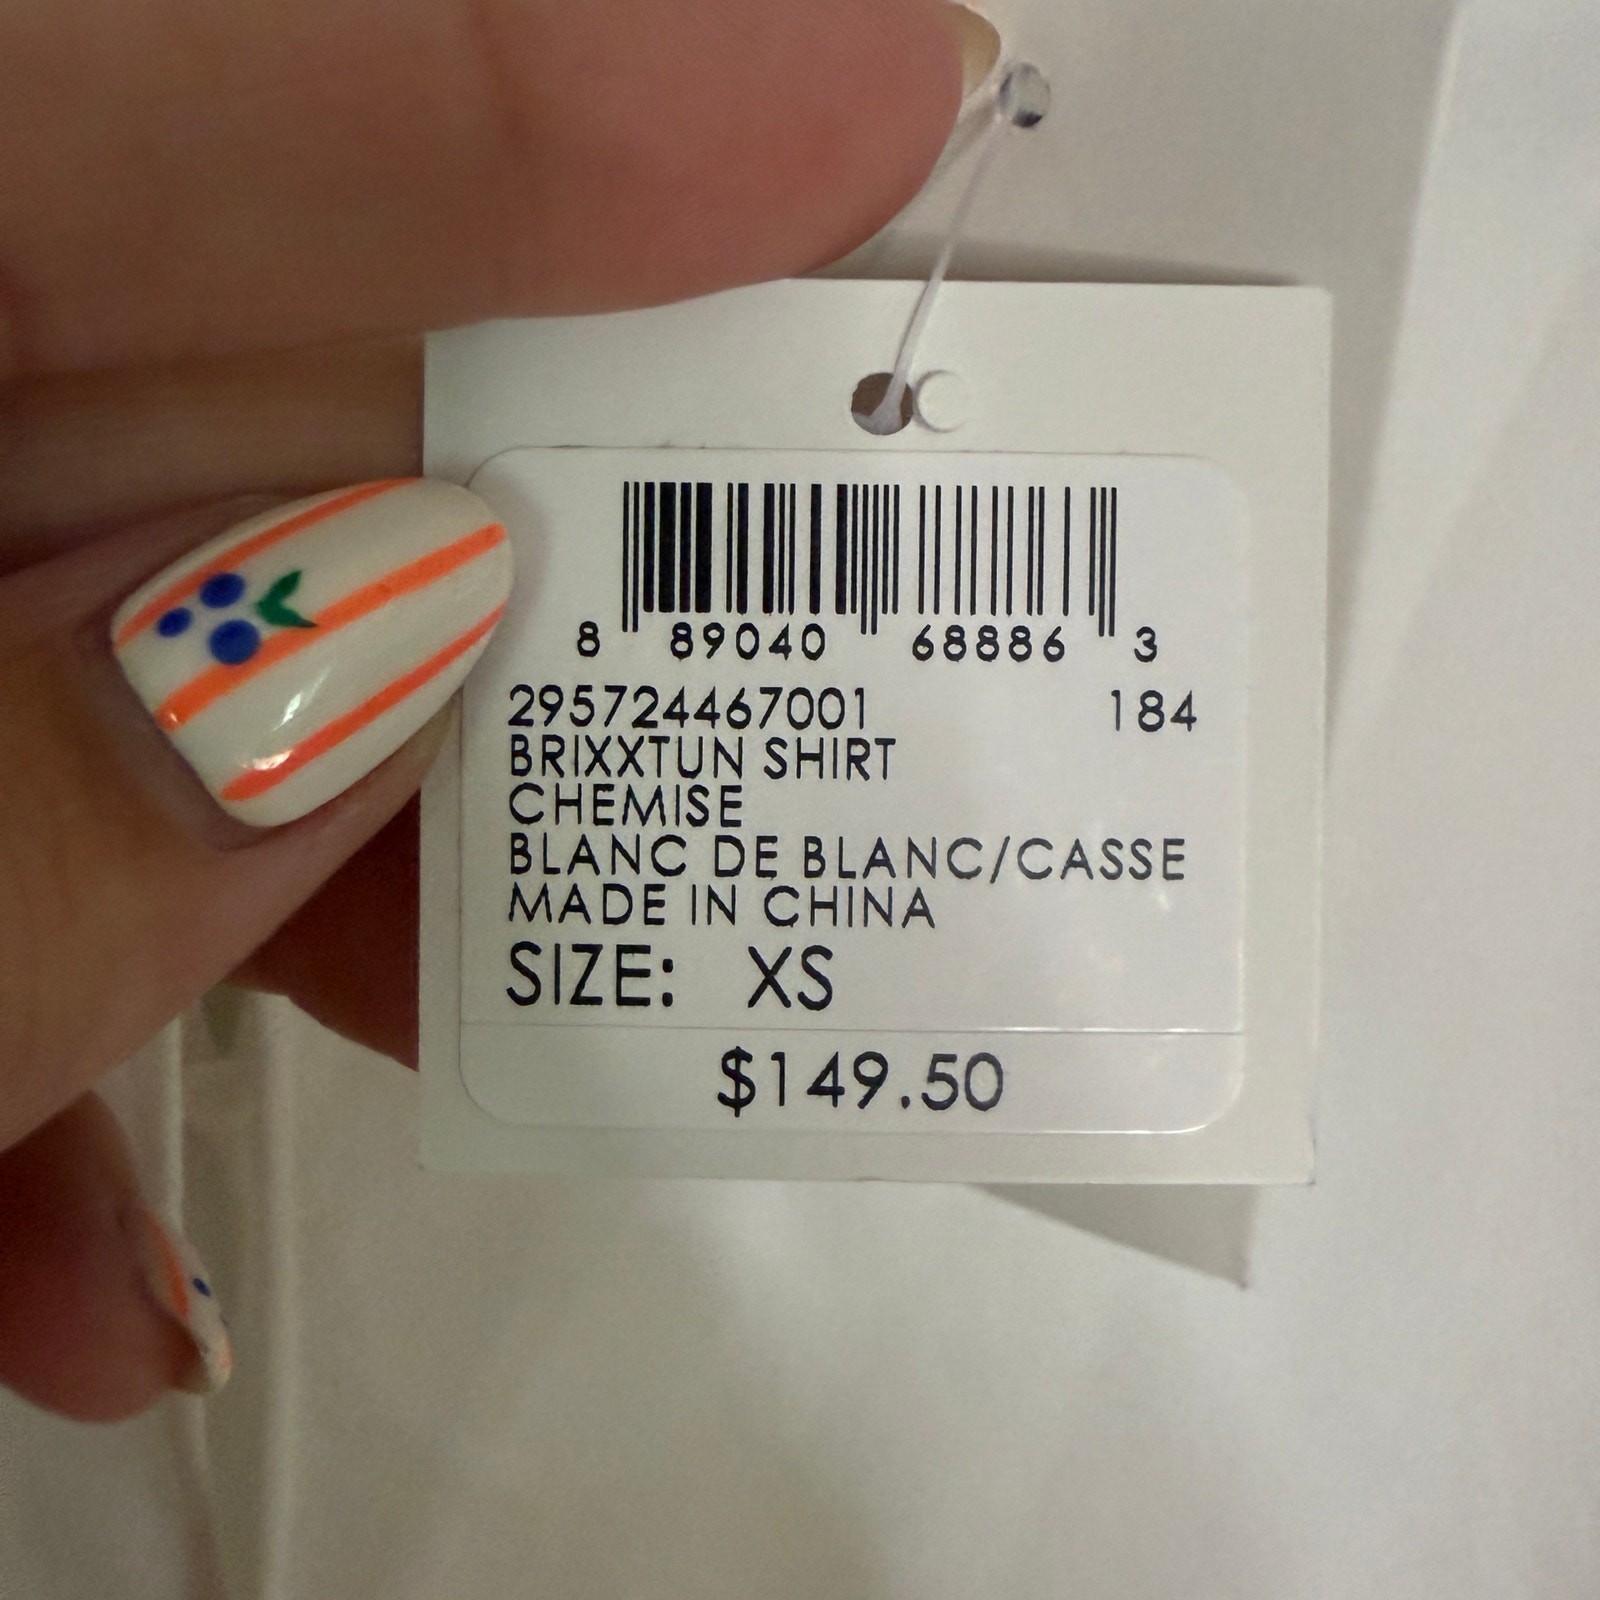 8 89040 68886 3
295724467001 184
BRIXXTUN SHIRT
CHEMISE
BLANC DE BLANC/CASSE
MADE IN CHINA
SIZE: XS
$149.50